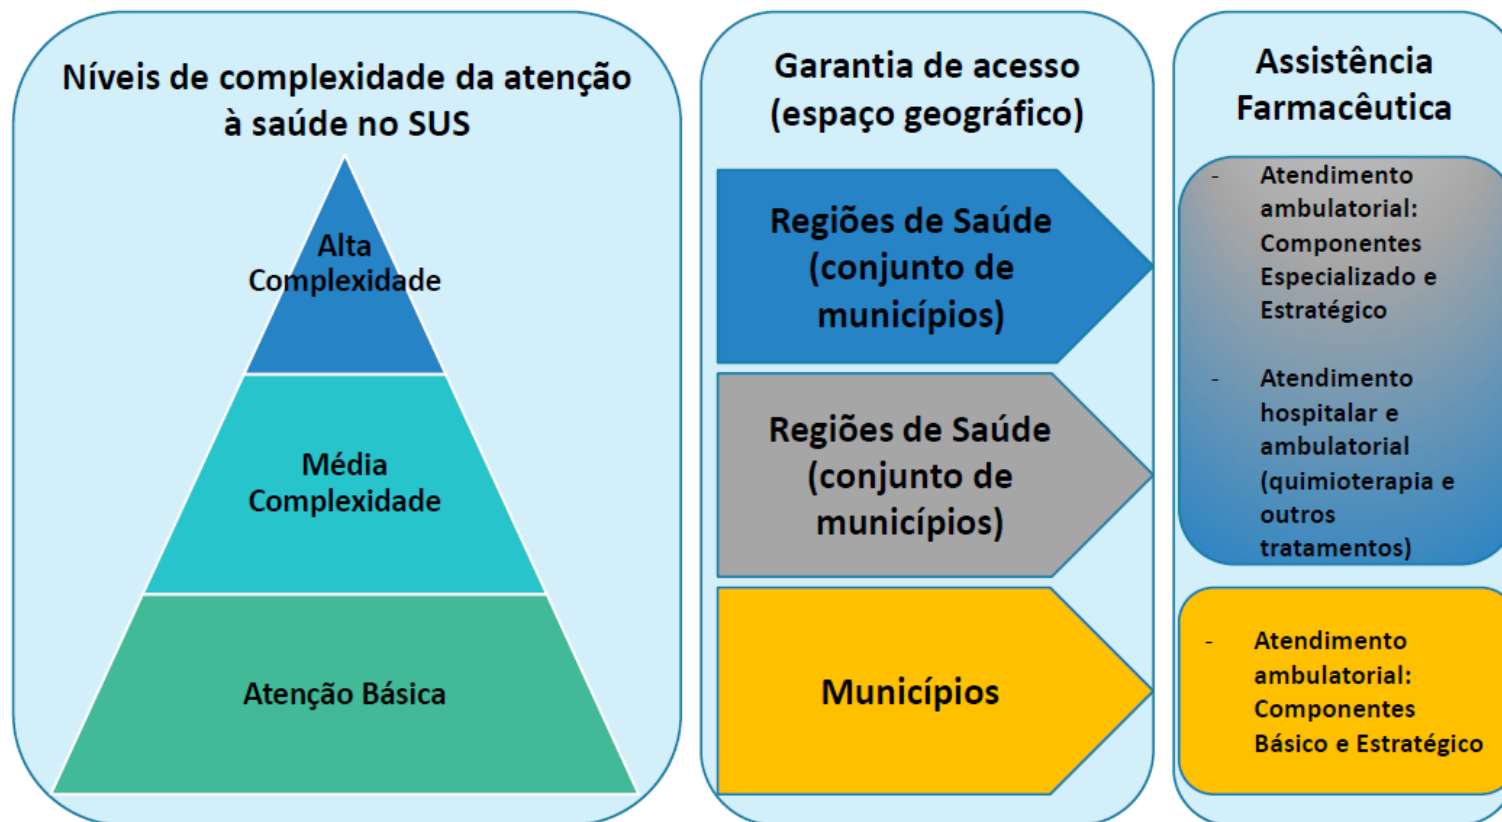 Níveis de complexidade da atenção
à saúde no SUS
Alta
Complexidade
Média
Complexidade
Atenção Básica
Garantia de acesso
(espaço geográfico)
Regiões de Saúde
(conjunto de
municípios)
Regiões de Saúde
(conjunto de
municípios)
Municípios
Assistência
Farmacêutica
- Atendimento
ambulatorial:
Componentes
Especializado e
Estratégico
- Atendimento
hospitalar e
ambulatorial
(quimioterapia e
outros
tratamentos)
- Atendimento
ambulatorial:
Componentes
Básico e Estratégico